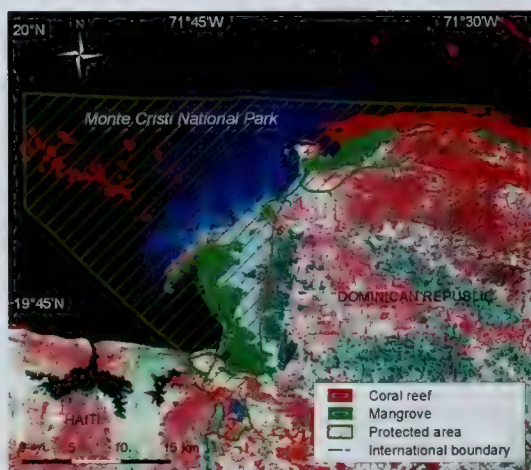 20°N
N
71°45'W
71°30'W
Monte Cristi National Park
19°45'N
DOMINICAN REPUBLIC
HAITI
5
10
15 km
Coral reef
Mangrove
Protected area
International boundary